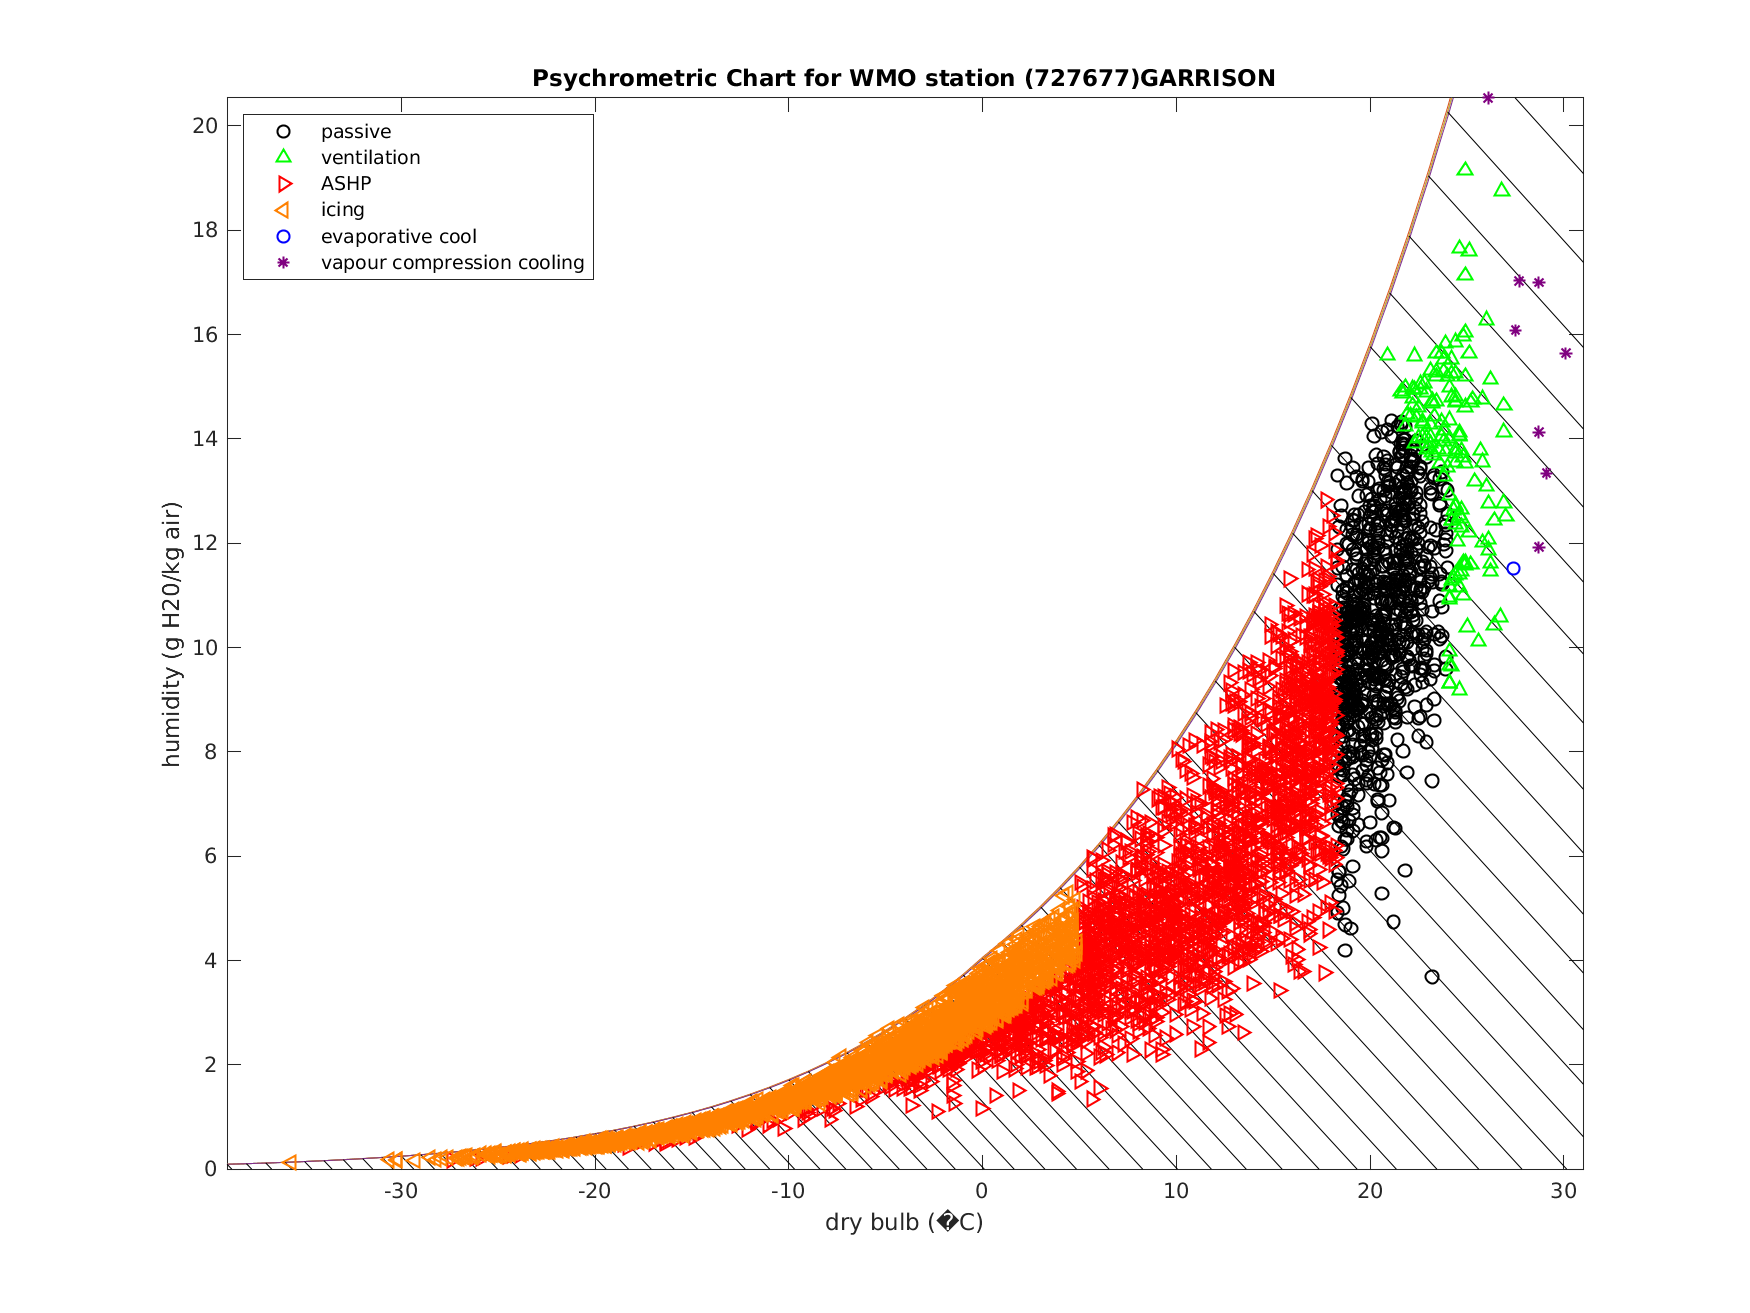 Psychrometric Chart for WMO station (727677)GARRISON
passive
ventilation
ASHP
icing
evaporative cool
vapour compression cooling
20
18
16
14
12
10
8
6
4
2
0
humidity (g H20/kg air)
-30
-20
-10
0
10
20
30
dry bulb (�C)